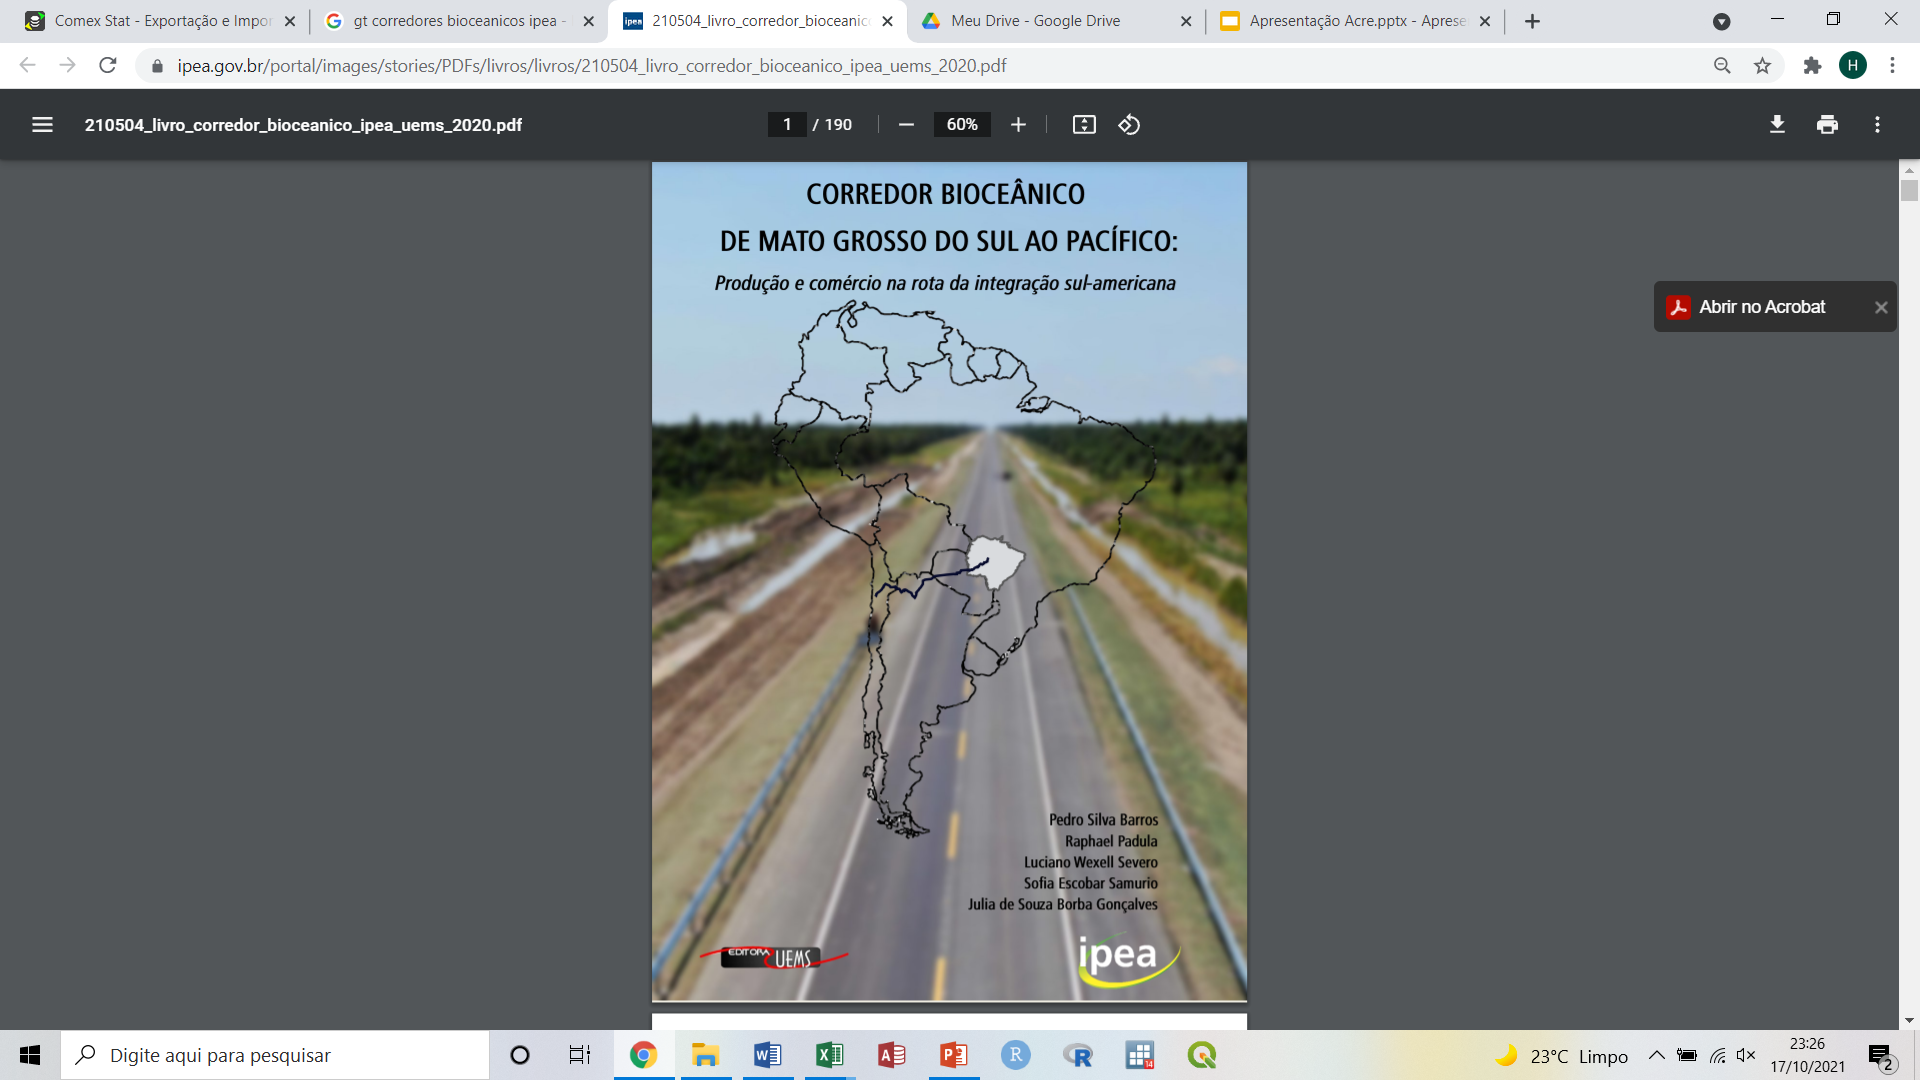 Comex Stat - Exportação e Impor
gt corredores bioceanicos ipea -
ipea
210504_livro_corredor_bioceanico
Meu Drive - Google Drive
Apresentação Acre.pptx - Aprese
ipea.gov.br/portal/images/stories/PDFs/livros/livros/210504_livro_corredor_bioceanico_ipea_uems_2020.pdf
H
210504_livro_corredor_bioceanico_ipea_uems_2020.pdf
1 / 190
60%
CORREDOR BIOCEÂNICO
DE MATO GROSSO DO SUL AO PACÍFICO:
Produção e comércio na rota da integração sul-americana
Abrir no Acrobat
Pedro Silva Barros
Raphael Padula
Luciano Wexell Severo
Sofia Escobar Samurio
Julia de Souza Borba Gonçalves
EDITORA UEMS
ipea
Digite aqui para pesquisar
R
R
14
23°C Limpo
23:26
17/10/2021
2